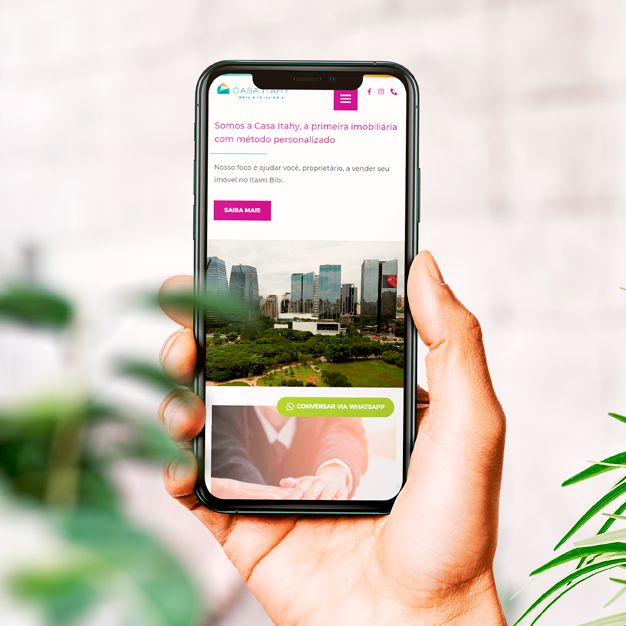 CASA ITAHY
Somos a Casa Itahy, a primeira imobiliária
com método personalizado
Nosso foco é ajudar você, proprietário, a vender seu
imóvel no Itaim Bibi.
SAIBA MAIS
CONVERSAR VIA WHATSAPP